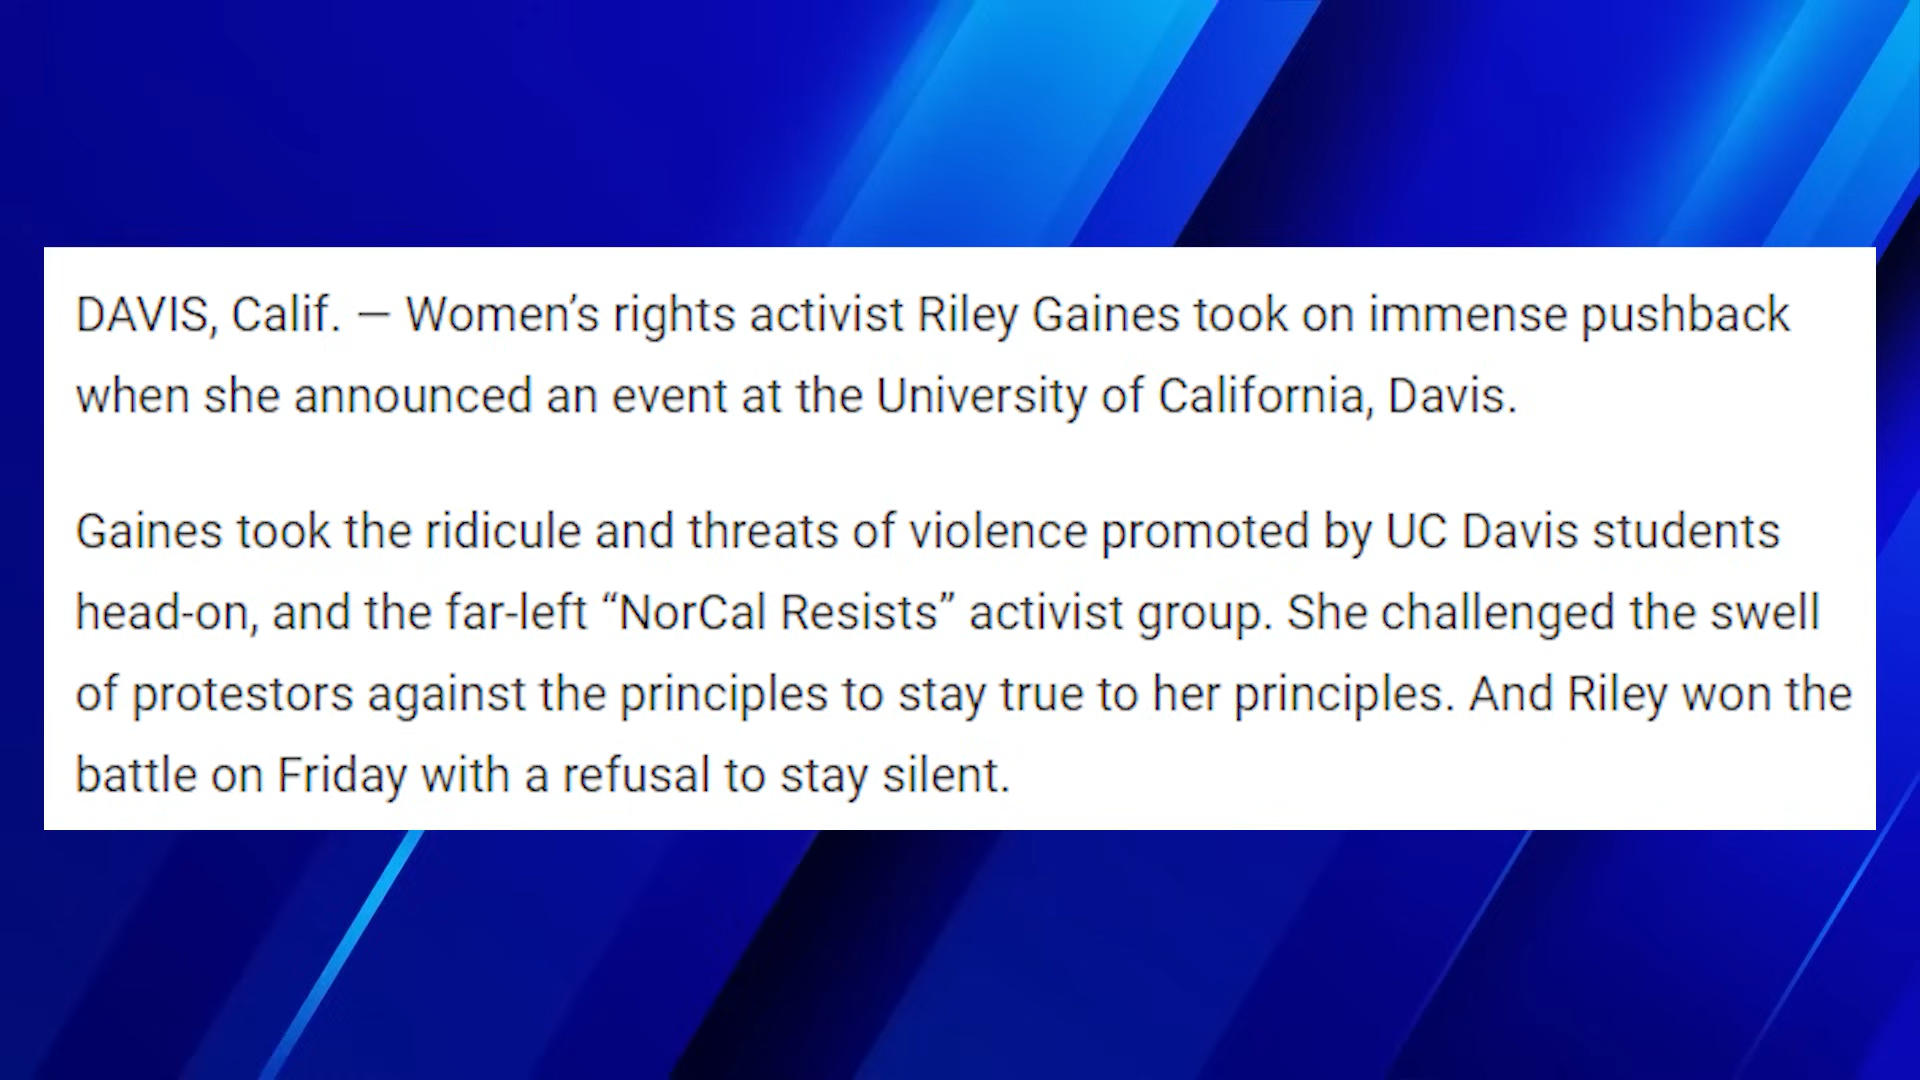 DAVIS, Calif. — Women’s rights activist Riley Gaines took on immense pushback
when she announced an event at the University of California, Davis.
Gaines took the ridicule and threats of violence promoted by UC Davis students
head-on, and the far-left “NorCal Resists” activist group. She challenged the swell
of protestors against the principles to stay true to her principles. And Riley won the
battle on Friday with a refusal to stay silent.